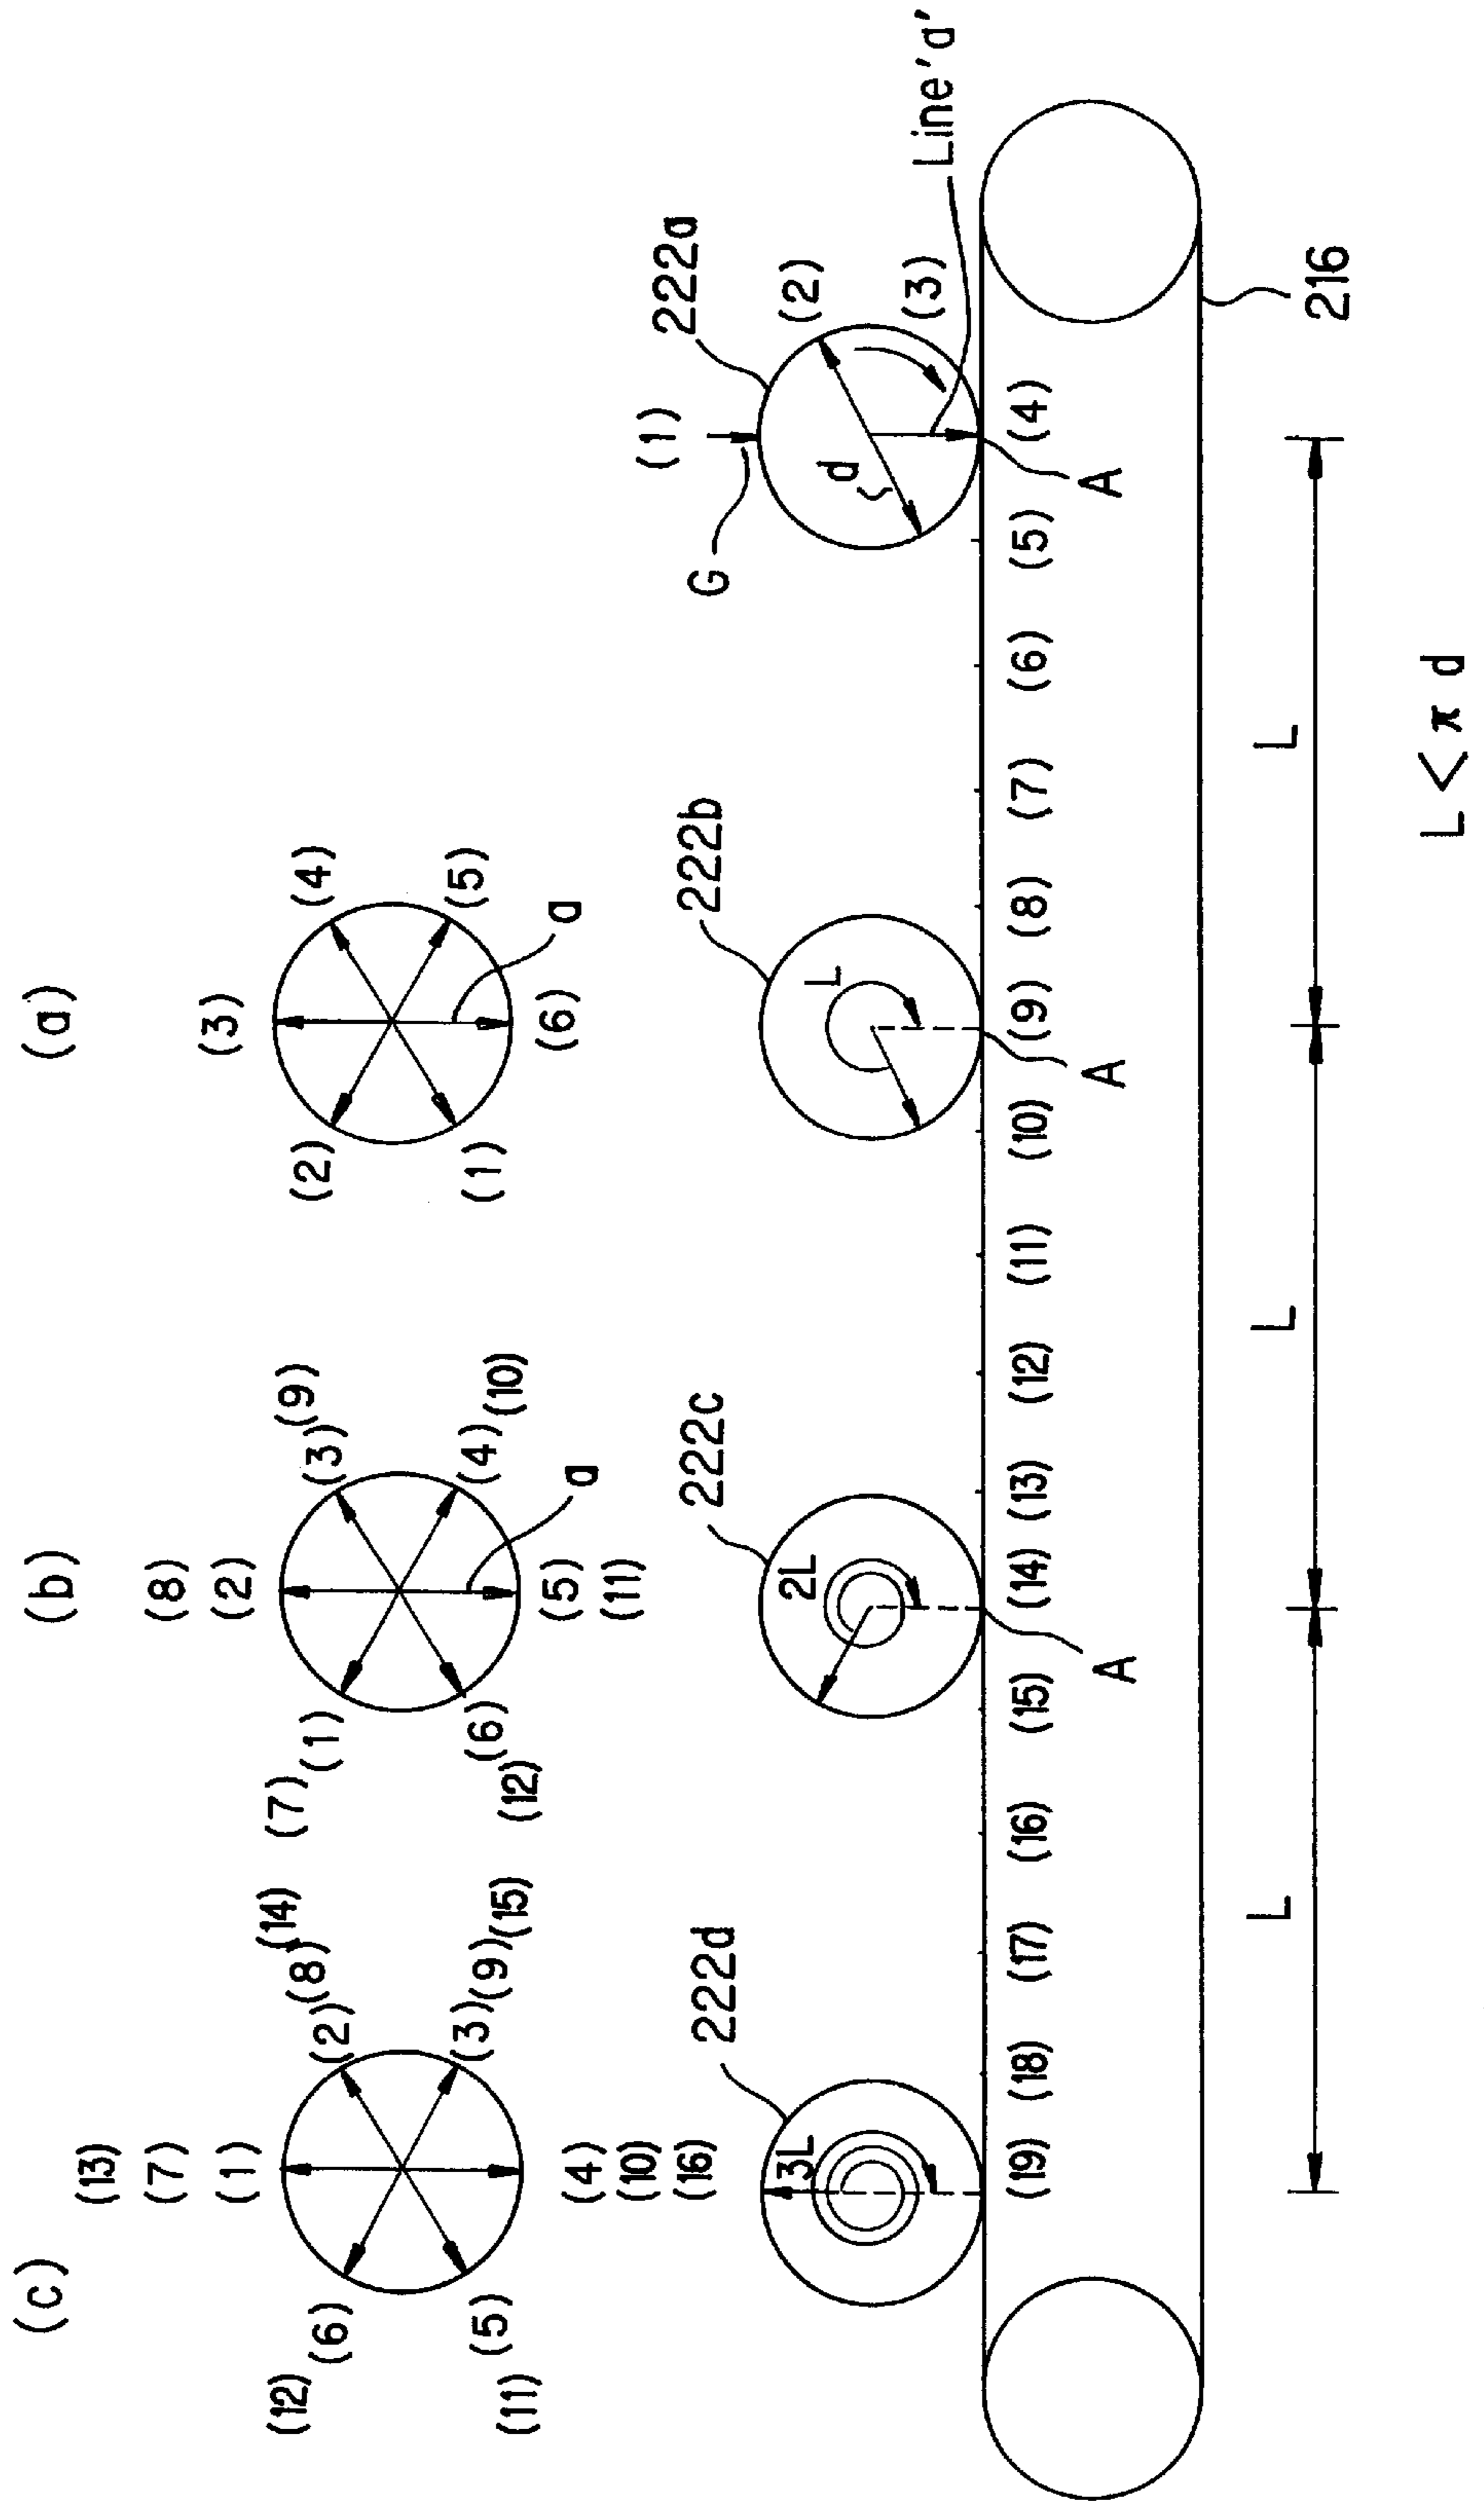 (c)
(13)
(7)
(1)
(12) (6)
(2) (8) (14)
(11) (5)
(3) (9) (15)
(4)
(10)
(16)
(b)
(8)
(2)
(7) (1)
(3) (9)
(12) (6)
(4) (10)
(5)
(11)
a
(a)
(3)
(2)
(4)
(1)
(5)
(6)
a
222d
3L
222c
2L
222b
L
222a
(1)
G
d
(2)
(3)
Line'a'
(19) (18) (17) (16) (15) (14) (13) (12) (11) (10) (9) (8) (7) (6) (5) (4)
A
A
A
216
L
L
L
L < π d